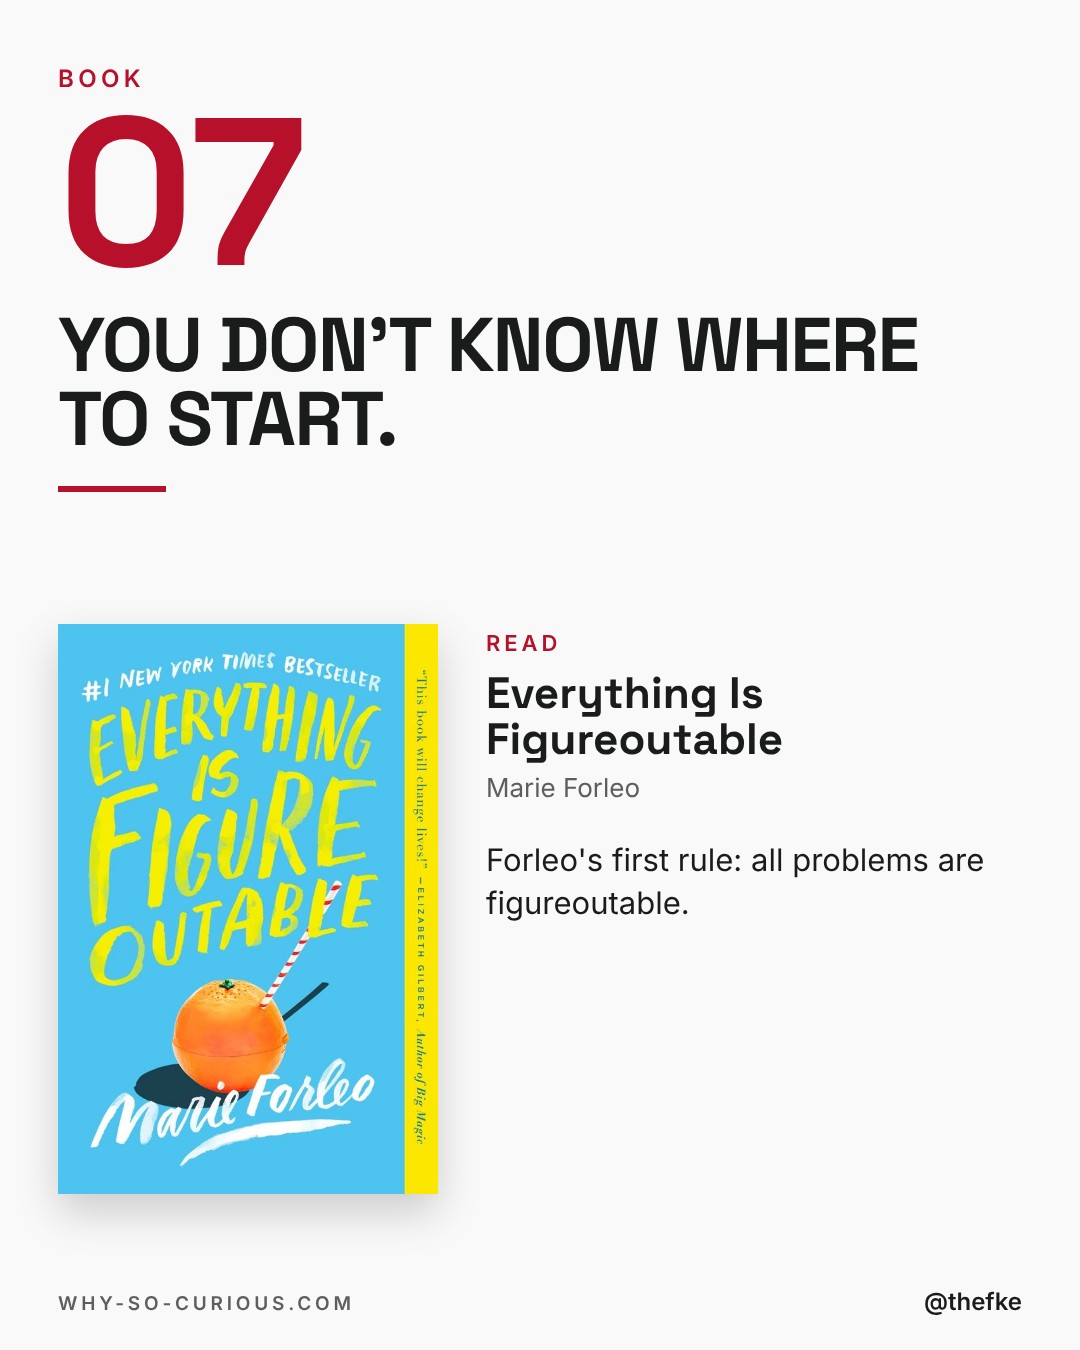 BOOK
07
YOU DON’T KNOW WHERE
TO START.
#1 NEW YORK TIMES BESTSELLER
EVERYTHING
IS
FIGURE
OUTABLE
Marie Forleo
“This book will change lives!” —ELIZABETH GILBERT, Author of Big Magic
READ
Everything Is
Figureoutable
Marie Forleo
Forleo's first rule: all problems are
figureoutable.
WHY-SO-CURIOUS.COM
@thefke